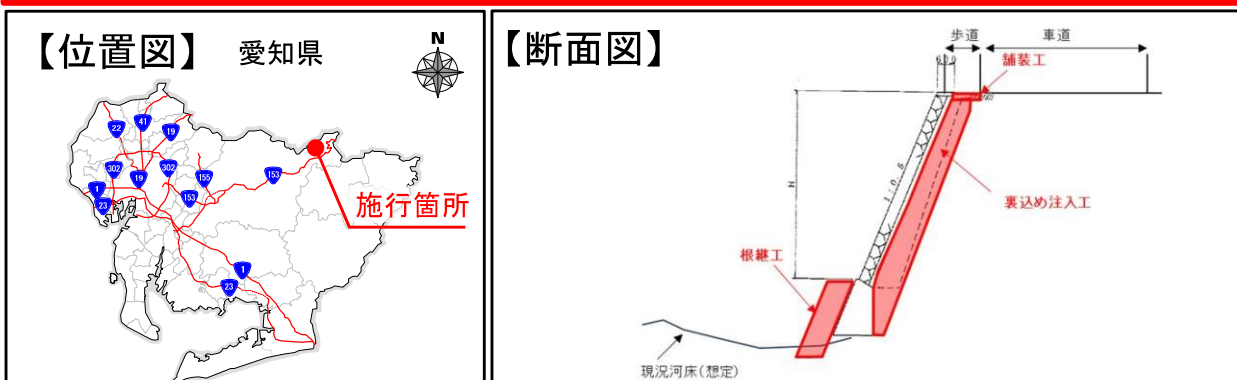 【位置図】 愛知県
N
22
41
19
302
302
19
155
153
153
1
23
施行箇所
1
23
【断面図】
歩道
車道
600
舗装工
H
1:0.5
裏込め注入工
根継工
現況河床(想定)